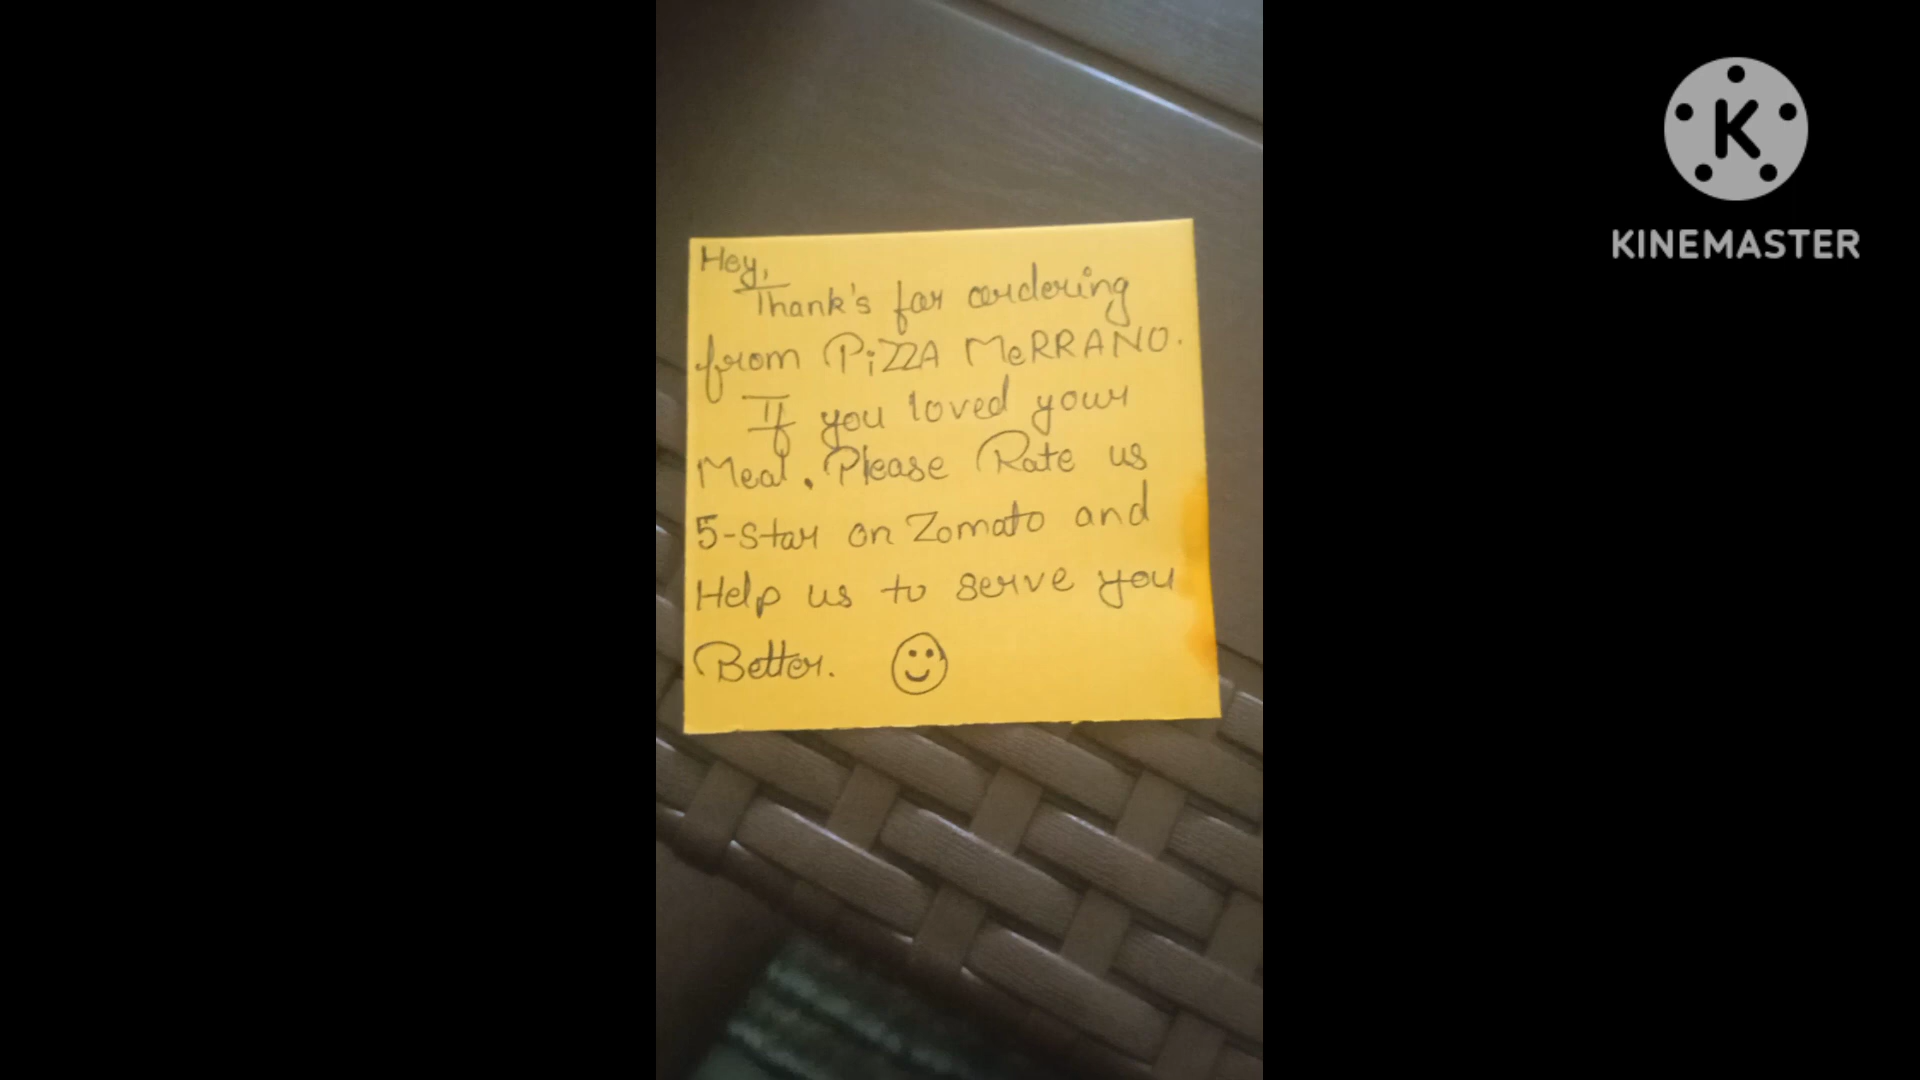 Hey,
Thank's for ordering
from PiZZA MeRRANO.
If you loved your
Meal, Please Rate us
5-star on Zomato and
Help us to serve you
Better.
KINEMASTER